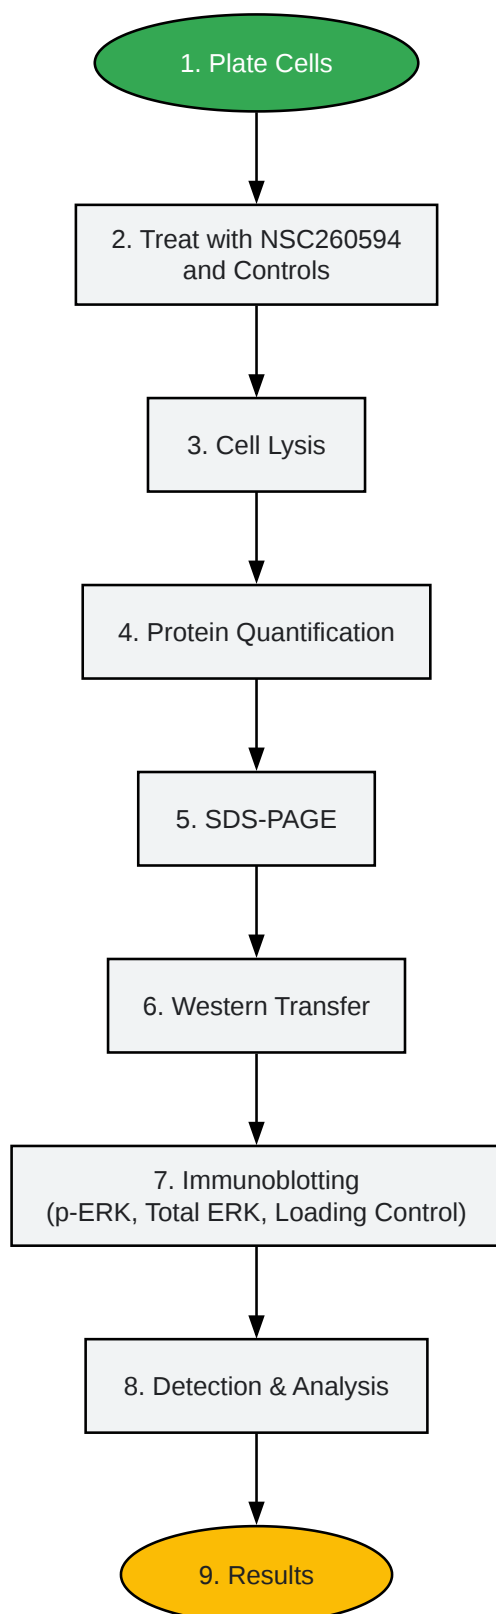 1. Plate Cells
2. Treat with NSC260594
and Controls
3. Cell Lysis
4. Protein Quantification
5. SDS-PAGE
6. Western Transfer
7. Immunoblotting
(p-ERK, Total ERK, Loading Control)
8. Detection & Analysis
9. Results